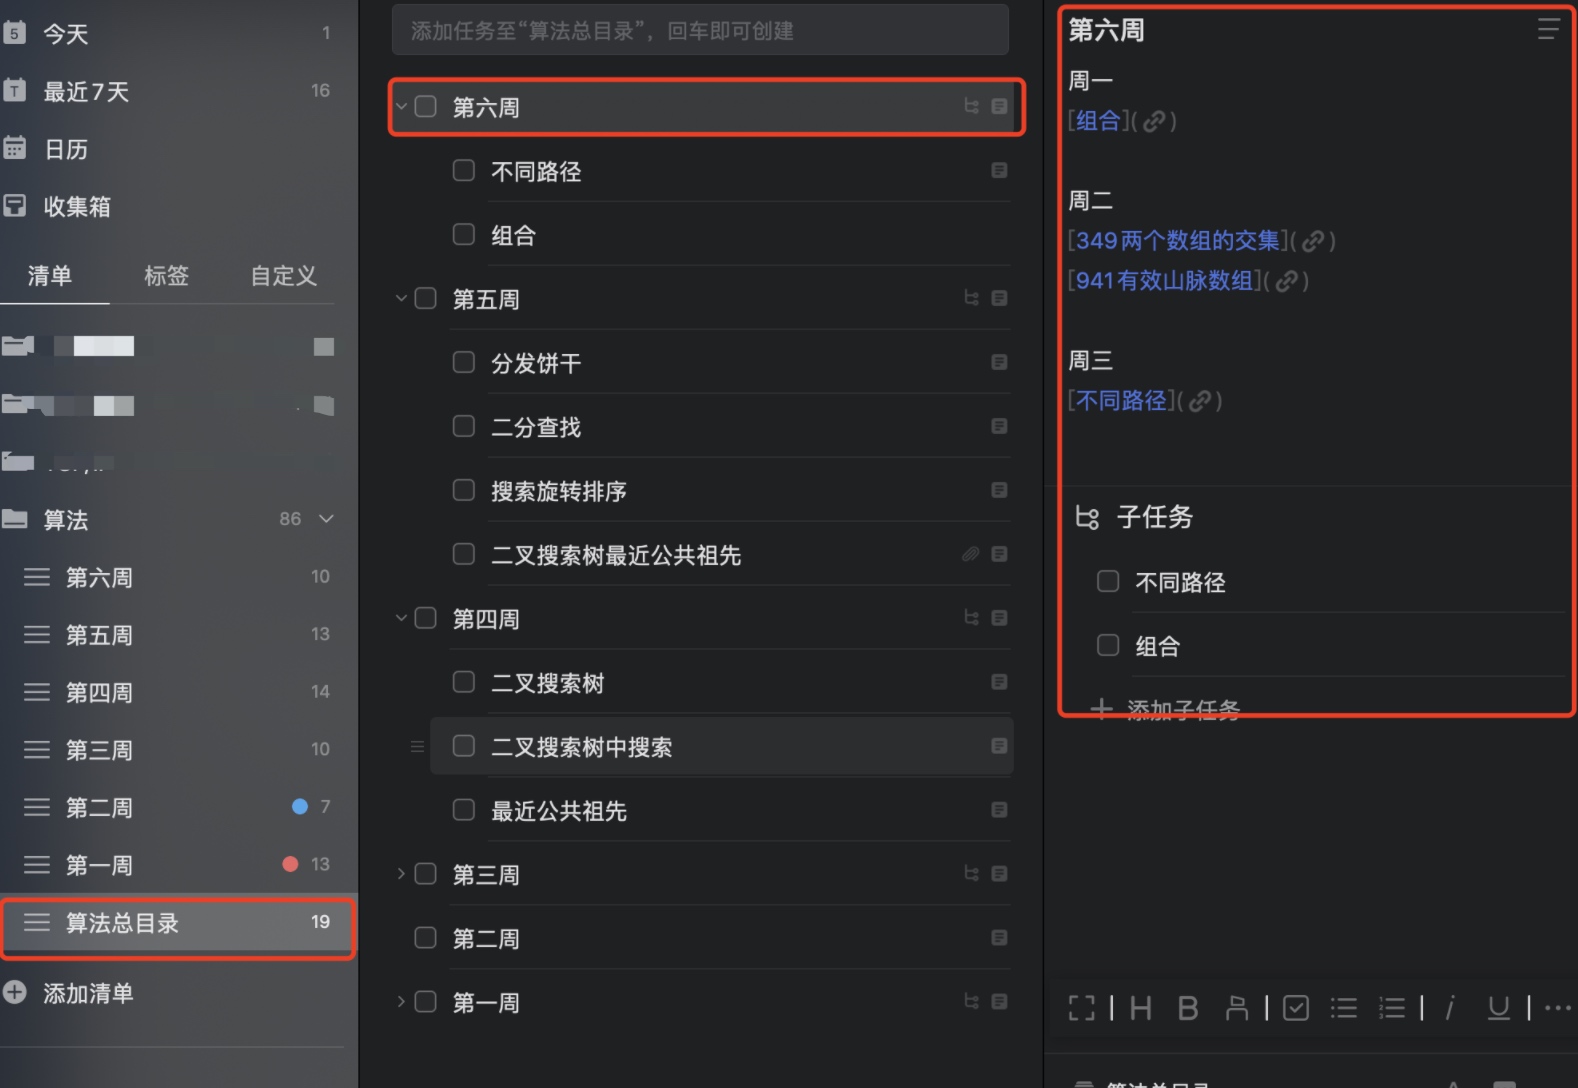 5
今天
1
T
最近7天
16
日历
收集箱
清单
标签
自定义
算法
86
第六周
10
第五周
13
第四周
14
第三周
10
第二周
7
第一周
13
算法总目录
19
添加清单
添加任务至“算法总目录”，回车即可创建
第六周
不同路径
组合
第五周
分发饼干
二分查找
搜索旋转排序
二叉搜索树最近公共祖先
第四周
二叉搜索树
二叉搜索树中搜索
最近公共祖先
第三周
第二周
第一周
第六周
周一
[组合]()
周二
[349两个数组的交集]()
[941有效山脉数组]()
周三
[不同路径]()
子任务
不同路径
组合
添加子任务
H B i U
算法总目录